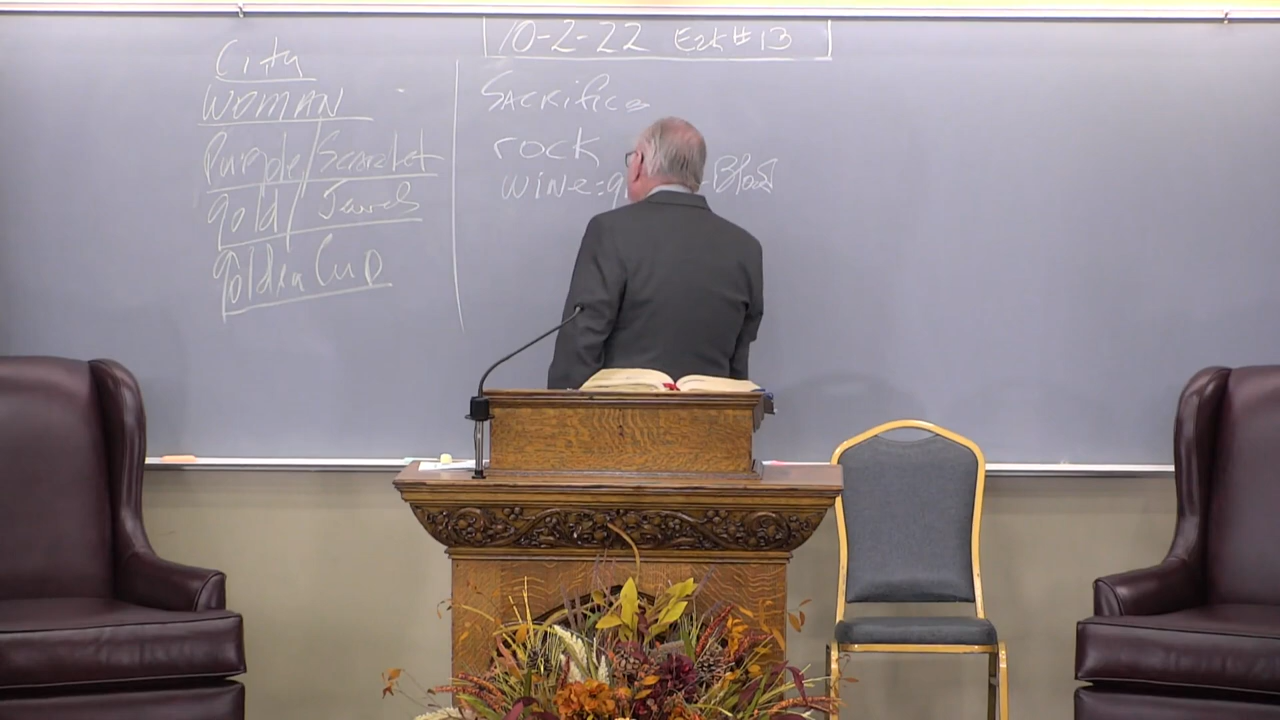 10-2-22 Ezk #13
City
WOMAN
Purple/Scarlet
gold/Jewels
golden Cup
SACRifice
rock
wine= Blood